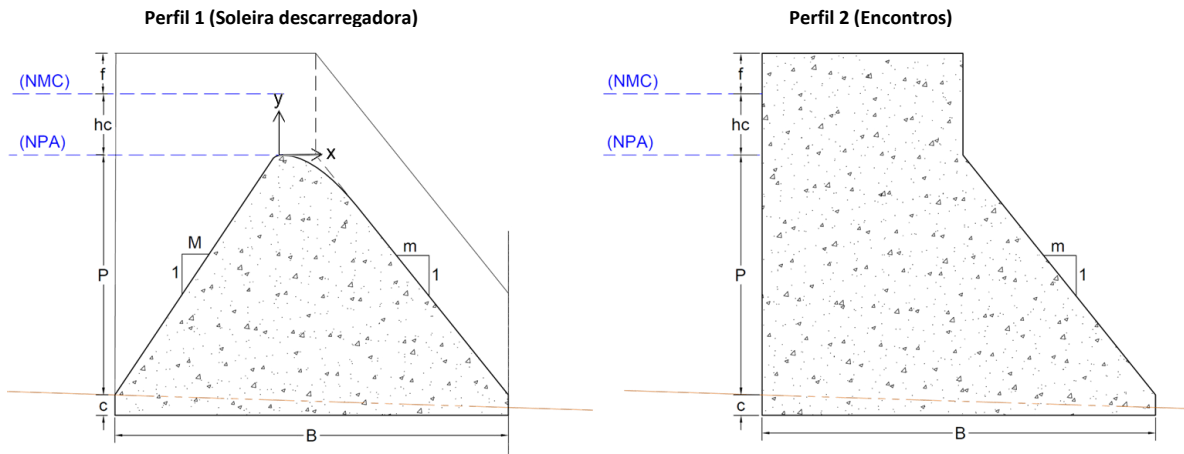 Perfil 1 (Soleira descarregadora)
f
(NMC)
hc
y
(NPA)
x
M
1
m
1
P
c
B
Perfil 2 (Encontros)
f
(NMC)
hc
(NPA)
m
1
P
c
B